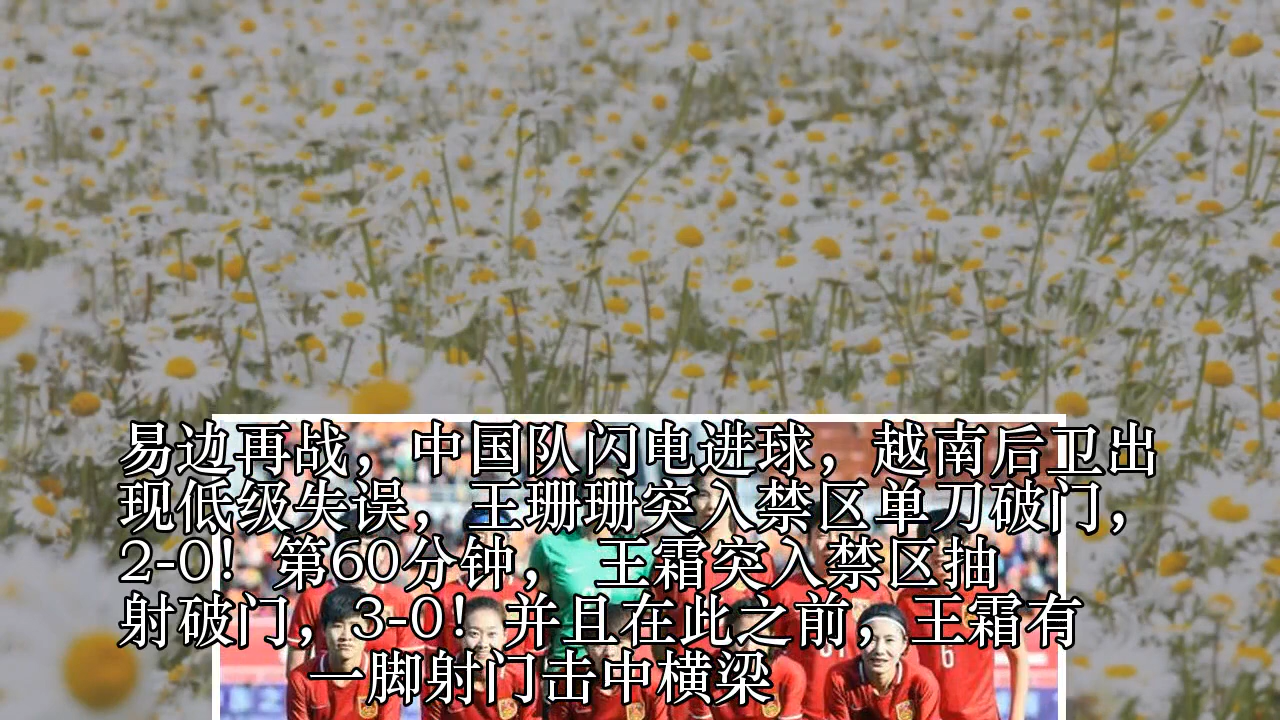 易边再战，中国队闪电进球，越南后卫出
现低级失误，王珊珊突入禁区单刀破门，
2-0！第60分钟， 王霜突入禁区抽
射破门，3-0！并且在此之前，王霜有
一脚射门击中横梁
6